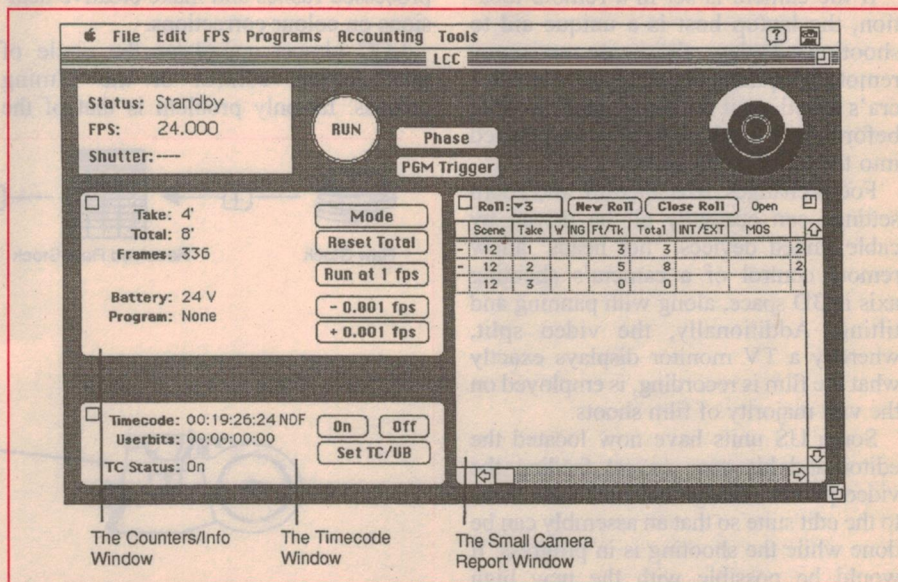 File Edit FPS Programs Accounting Tools ?
LCC
Status: Standby
FPS: 24.000
Shutter: ----
RUN
Phase
PGM Trigger
Take: 4'
Total: 8'
Frames: 336
Battery: 24 V
Program: None
Mode
Reset Total
Run at 1 fps
- 0.001 fps
+ 0.001 fps
Timecode: 00:19:26:24 NDF
Userbits: 00:00:00:00
TC Status: On
On Off
Set TC/UB
Roll: 3 New Roll Close Roll Open
Scene Take W NG Ft/Tk Total INT/EXT MOS
12 1 3 3 2
12 2 5 8 2
12 3 0 0
The Counters/Info
Window
The Timecode
Window
The Small Camera
Report Window